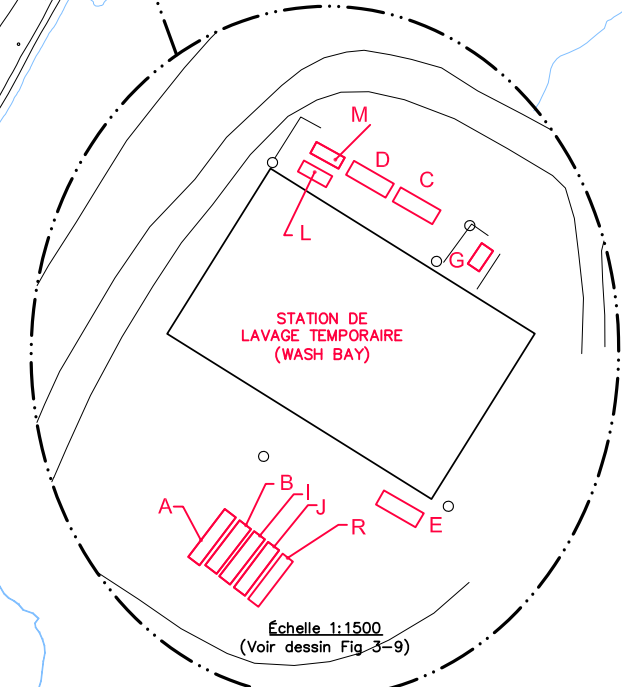 M
D
C
L
G
STATION DE
LAVAGE TEMPORAIRE
(WASH BAY)
B
I
A
J
R
E
Échelle 1:1500
(Voir dessin Fig 3-9)